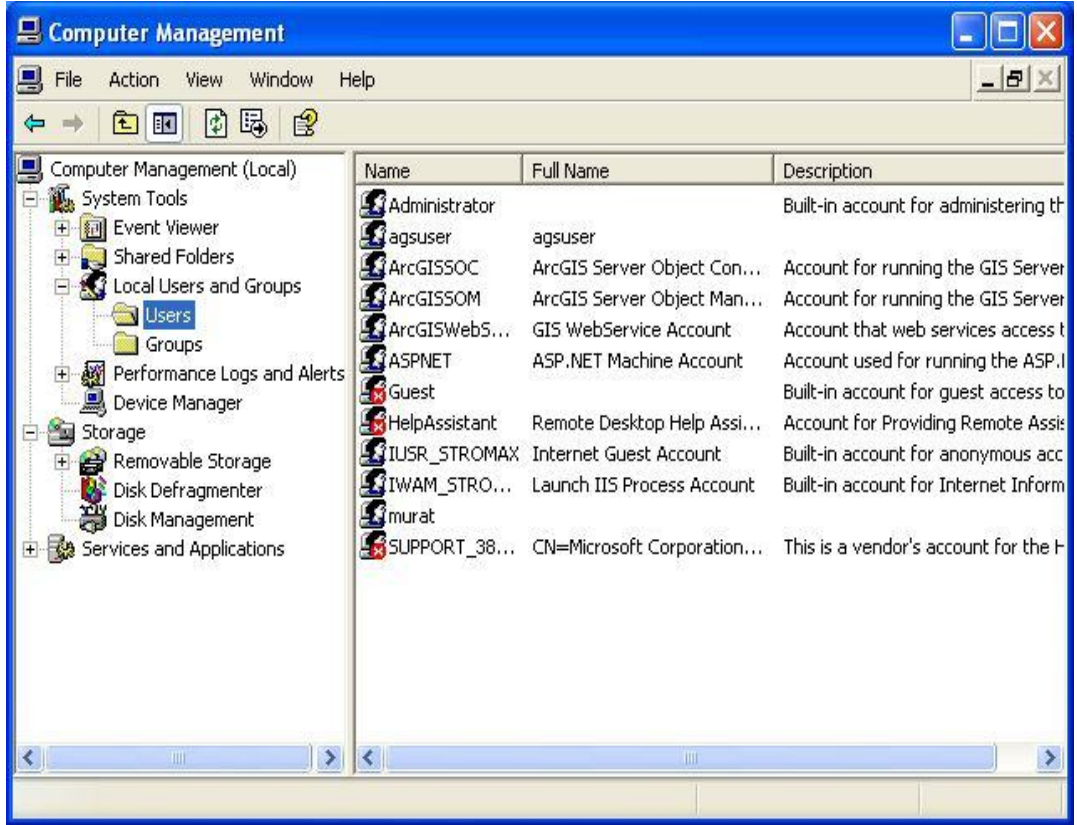 Computer Management
File Action View Window Help
Computer Management (Local)
System Tools
Event Viewer
Shared Folders
Local Users and Groups
Users
Groups
Performance Logs and Alerts
Device Manager
Storage
Removable Storage
Disk Defragmenter
Disk Management
Services and Applications
Name Full Name Description
Administrator Built-in account for administering th
agsuser agsuser
ArcGISSOC ArcGIS Server Object Con... Account for running the GIS Server
ArcGISSOM ArcGIS Server Object Man... Account for running the GIS Server
ArcGISWebS... GIS WebService Account Account that web services access t
ASPNET ASP.NET Machine Account Account used for running the ASP.
Guest Built-in account for guest access to
HelpAssistant Remote Desktop Help Assi... Account for Providing Remote Assis
IUSR_STROMAX Internet Guest Account Built-in account for anonymous acc
IWAM_STRO... Launch IIS Process Account Built-in account for Internet Inform
murat
SUPPORT_38... CN=Microsoft Corporation... This is a vendor's account for the H